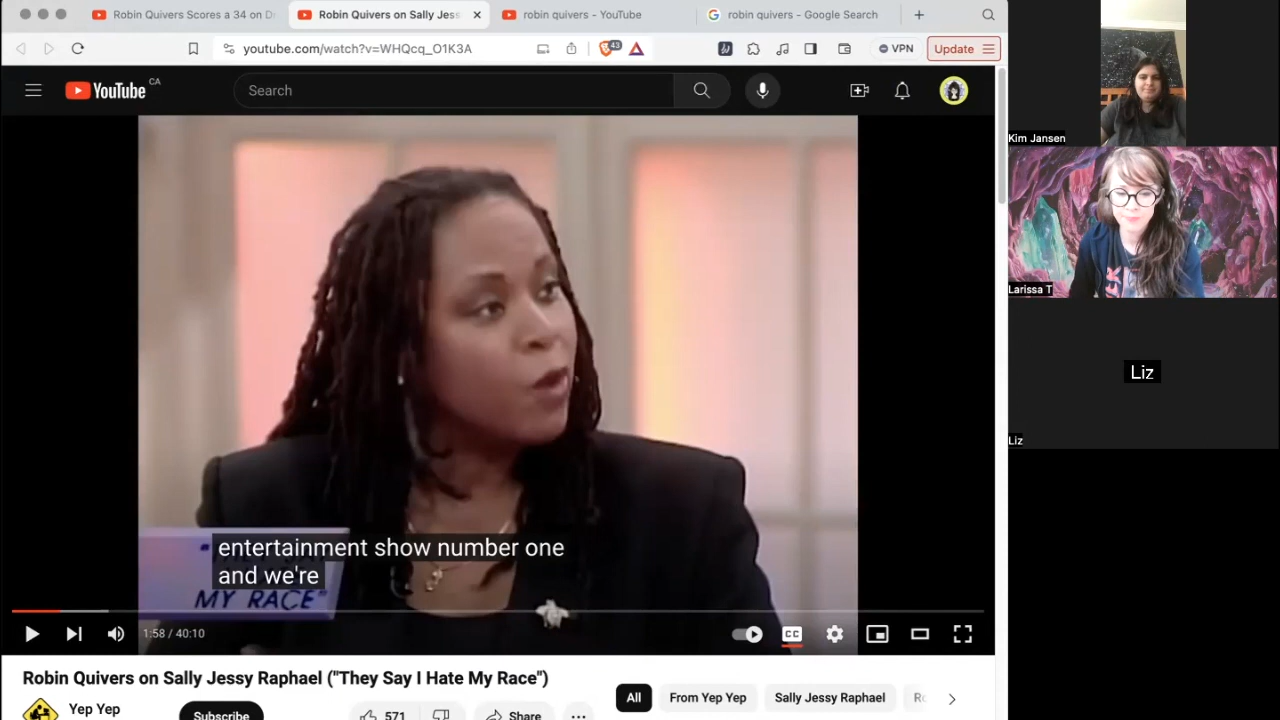 Robin Quivers Scores a 34 on Dr
Robin Quivers on Sally Jess
robin quivers - YouTube
robin quivers - Google Search
youtube.com/watch?v=WHQcq_O1K3A
43
VPN
Update
YouTube CA
Search
entertainment show number one
and we're
MY RACE"
1:58 / 40:10
CC
Robin Quivers on Sally Jessy Raphael ("They Say I Hate My Race")
Yep Yep
Subscribe
571
Share
All
From Yep Yep
Sally Jessy Raphael
Kim Jansen
Larissa T
Liz
Liz